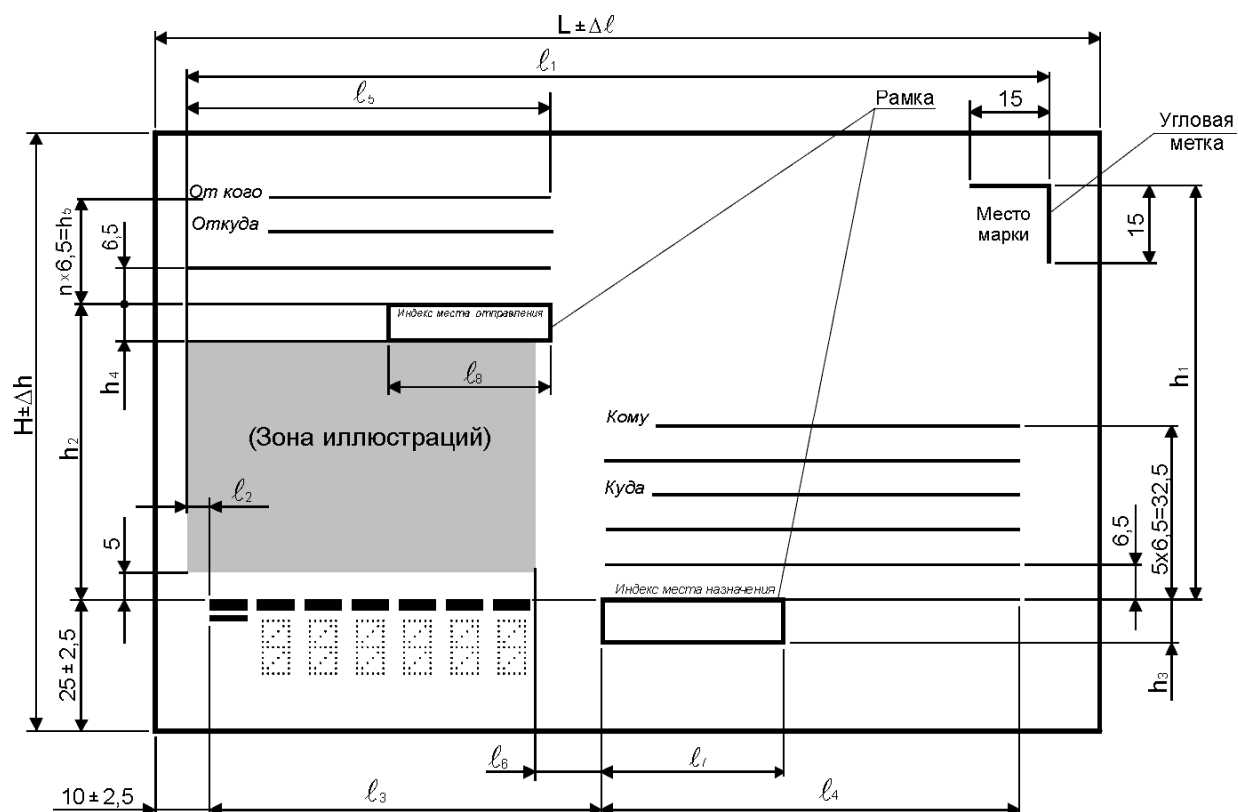 L ± Δℓ
ℓ₁
ℓ₅
Рамка
15
Угловая
метка
От кого
Откуда
Место
марки
15
n×6,5=h₅
6,5
Индекс места отправления
h₄
ℓ₈
H±Δh
h₂
h₁
(Зона иллюстраций)
Кому
Куда
ℓ₂
5
6,5
5x6,5=32,5
Индекс места назначения
25 ± 2,5
h₃
ℓ₆
ℓ₇
10 ± 2,5
ℓ₃
ℓ₄